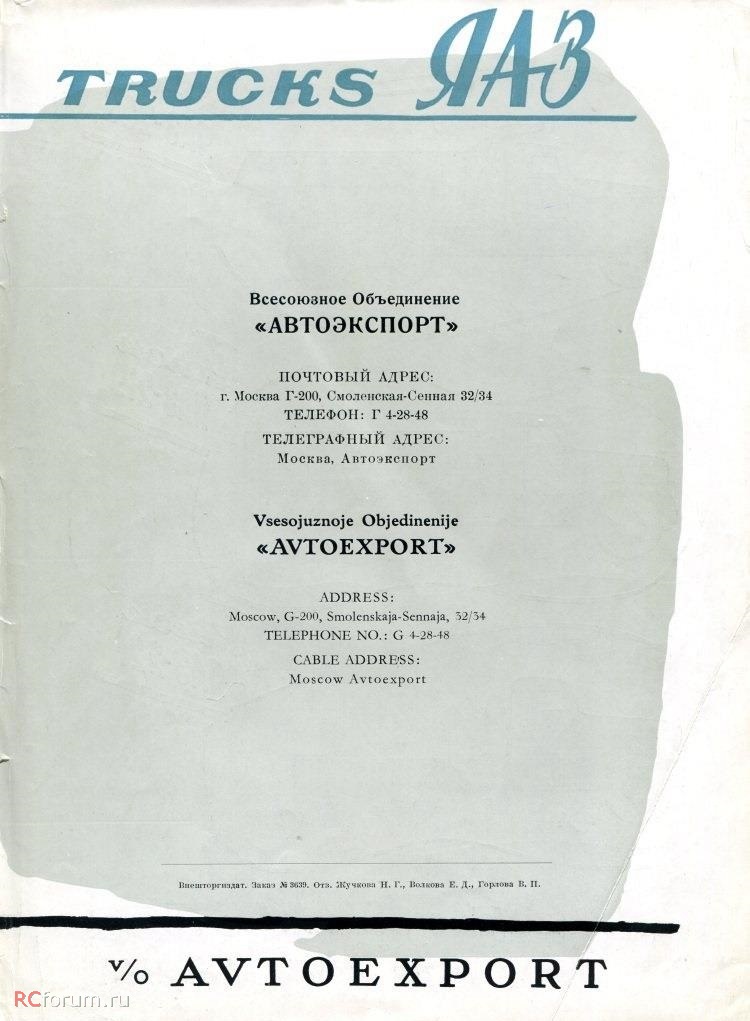 TRUCKS ЯАЗ
Всесоюзное Объединение
«АВТОЭКСПОРТ»
ПОЧТОВЫЙ АДРЕС:
г. Москва Г-200, Смоленская-Сенная 32/34
ТЕЛЕФОН: Г 4-28-48
ТЕЛЕГРАФНЫЙ АДРЕС:
Москва, Автоэкспорт
Vsesojuznoje Objedinenije
«AVTOEXPORT»
ADDRESS:
Moscow, G-200, Smolenskaja-Sennaja, 32/34
TELEPHONE NO.: G 4-28-48
CABLE ADDRESS:
Moscow Avtoexport
Внешторгиздат. Заказ № 3639. Отв. Жучкова Н. Г., Волкова Е. Д., Горлова В. П.
V/O AVTOEXPORT
RCforum.ru